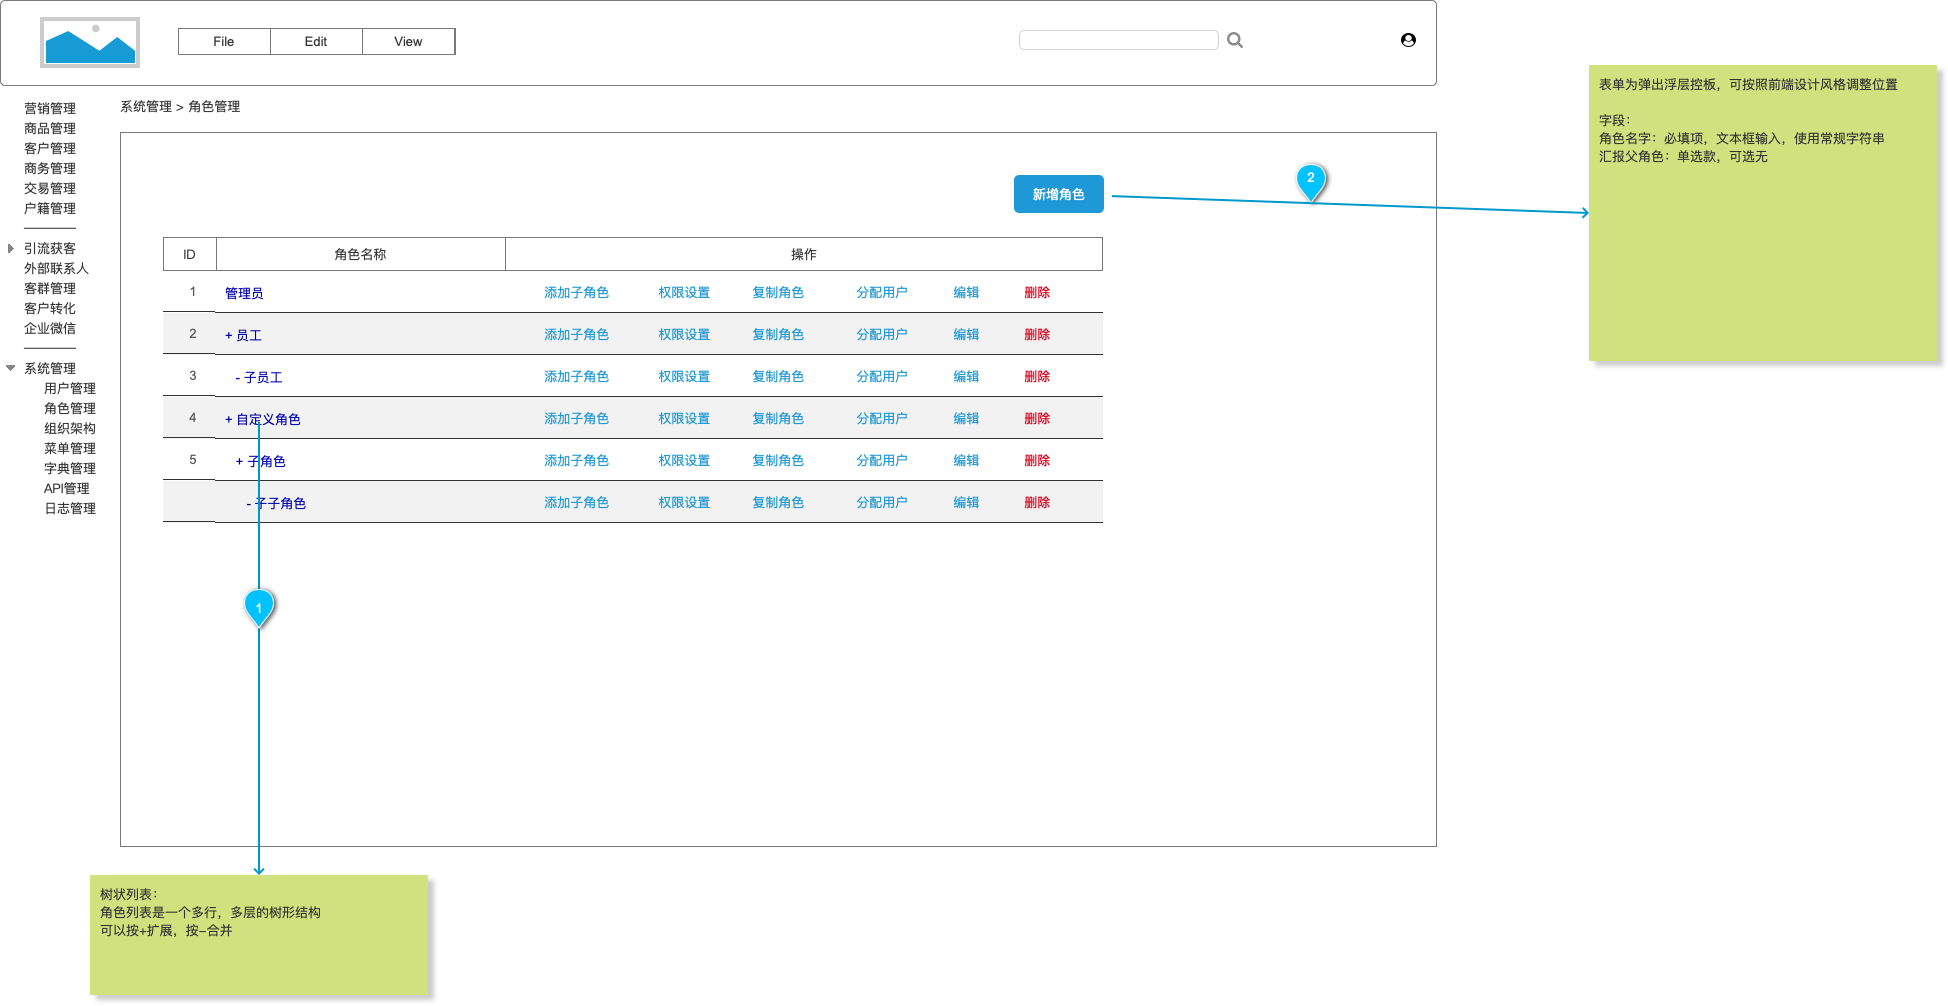 File Edit View
营销管理
商品管理
客户管理
商务管理
交易管理
户籍管理
引流获客
外部联系人
客群管理
客户转化
企业微信
系统管理
用户管理
角色管理
组织架构
菜单管理
字典管理
API管理
日志管理
系统管理 > 角色管理
新增角色
2
ID 角色名称 操作
1 管理员 添加子角色 权限设置 复制角色 分配用户 编辑 删除
2 + 员工 添加子角色 权限设置 复制角色 分配用户 编辑 删除
3 - 子员工 添加子角色 权限设置 复制角色 分配用户 编辑 删除
4 + 自定义角色 添加子角色 权限设置 复制角色 分配用户 编辑 删除
5 + 子角色 添加子角色 权限设置 复制角色 分配用户 编辑 删除
- 子子角色 添加子角色 权限设置 复制角色 分配用户 编辑 删除
1
表单为弹出浮层控板，可按照前端设计风格调整位置
字段：
角色名字：必填项，文本框输入，使用常规字符串
汇报父角色：单选款，可选无
树状列表：
角色列表是一个多行，多层的树形结构
可以按+扩展，按-合并